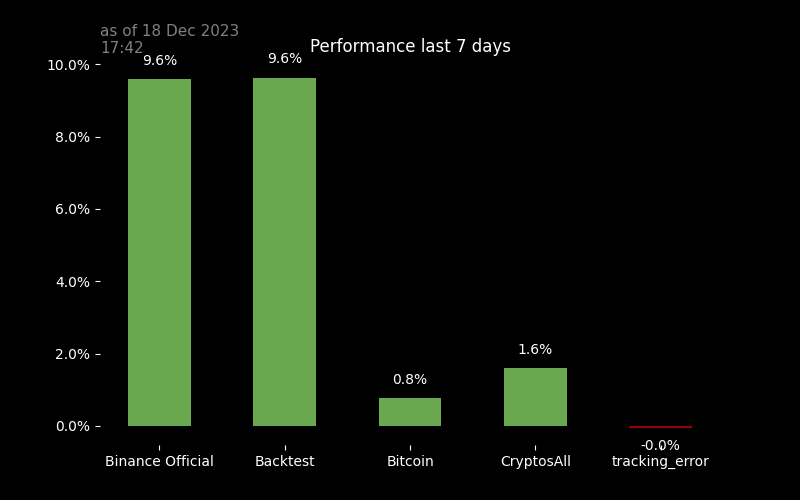 as of 18 Dec 2023
17:42
Performance last 7 days
10.0%
8.0%
6.0%
4.0%
2.0%
0.0%
9.6%
9.6%
0.8%
1.6%
-0.0%
Binance Official
Backtest
Bitcoin
CryptosAll
tracking_error